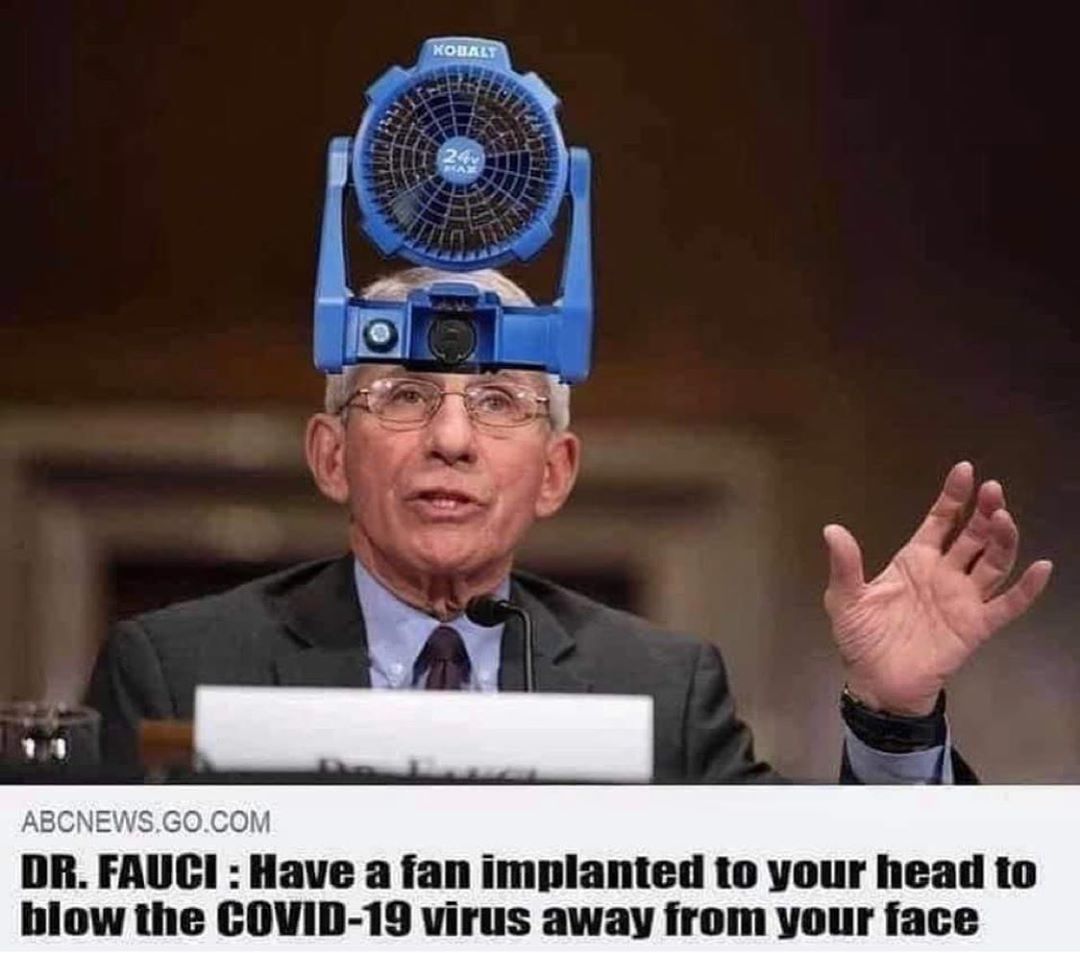 KOBALT
24v
MAX
ABCNEWS.GO.COM
DR. FAUCI : Have a fan implanted to your head to
blow the COVID-19 virus away from your face